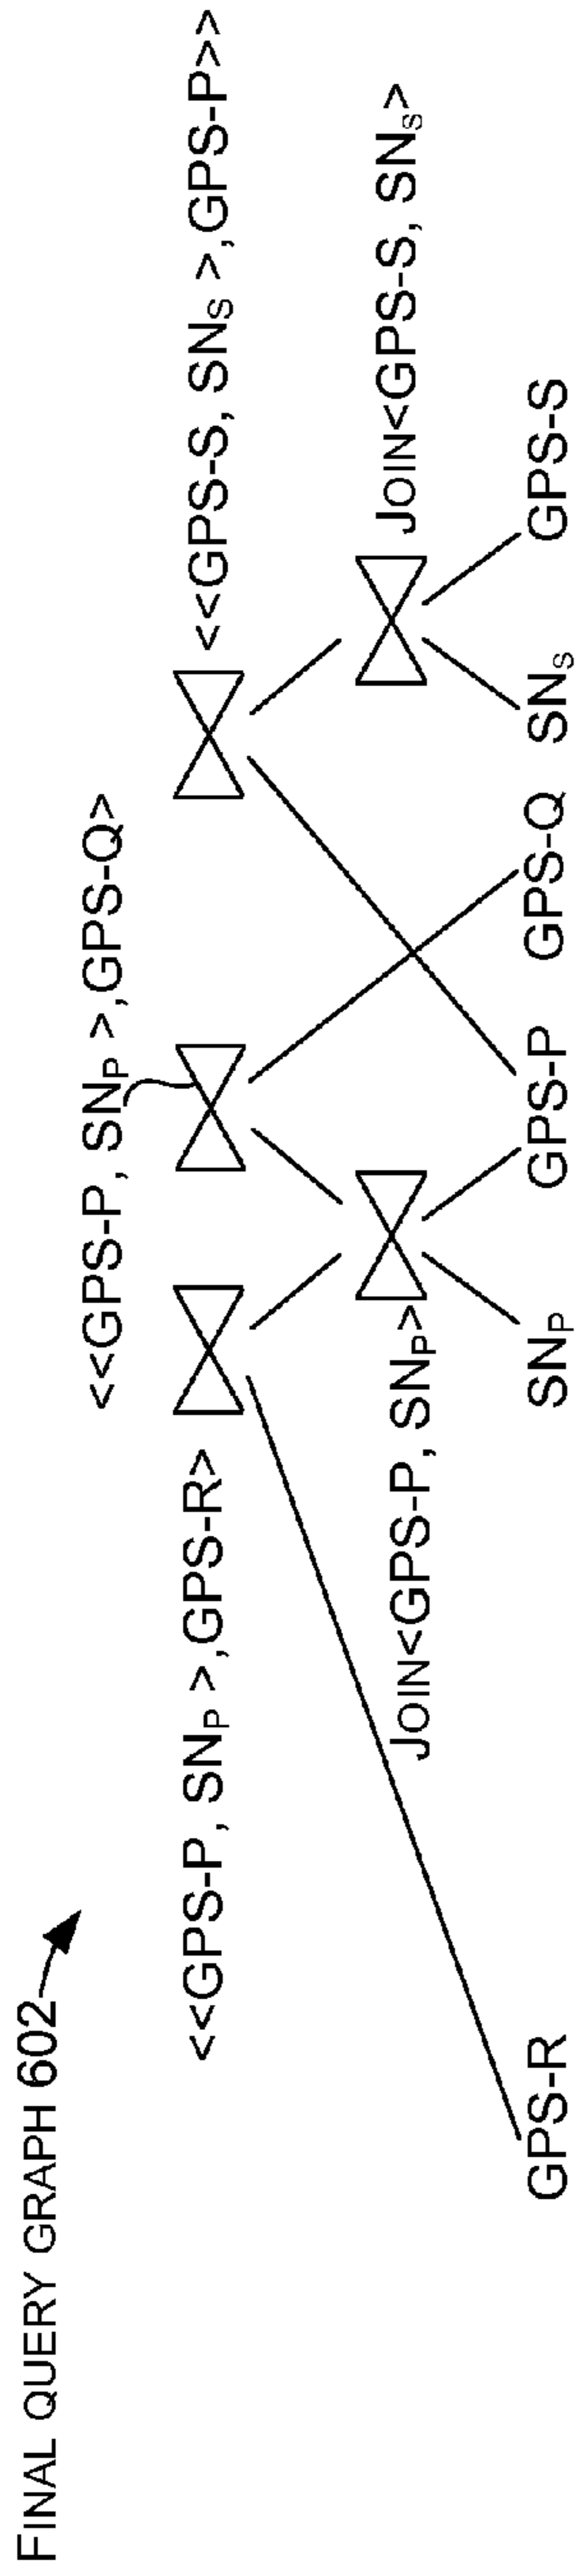 FINAL QUERY GRAPH 602
<<GPS-P, SNP >,GPS-Q>
<<GPS-P, SNP >,GPS-R>
<<GPS-S, SNS >,GPS-P>>
JOIN<GPS-P, SNP>
JOIN<GPS-S, SNS>
GPS-R
SNP
GPS-P
GPS-Q
SNS
GPS-S